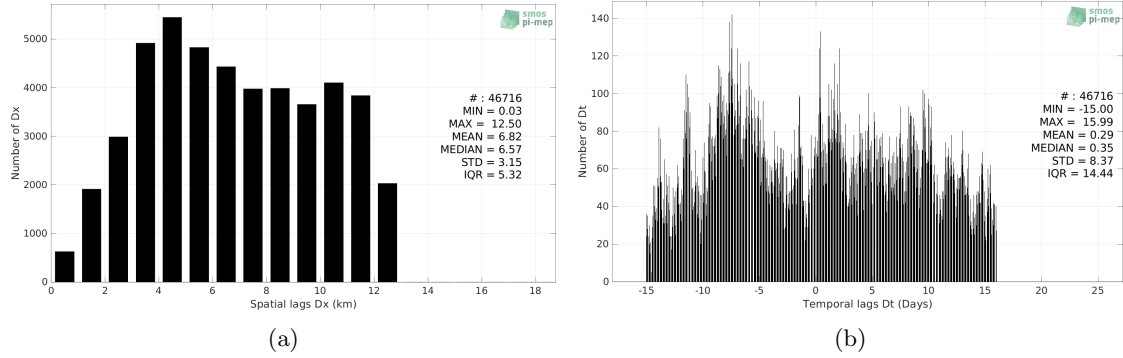 smos
pi-mep
Number of Dx
5000
4000
3000
2000
1000
0
# : 46716
MIN = 0.03
MAX = 12.50
MEAN = 6.82
MEDIAN = 6.57
STD = 3.15
IQR = 5.32
0 2 4 6 8 10 12 14 16 18
Spatial lags Dx (km)
(a)
smos
pi-mep
Number of Dt
140
120
100
80
60
40
20
0
# : 46716
MIN = -15.00
MAX = 15.99
MEAN = 0.29
MEDIAN = 0.35
STD = 8.37
IQR = 14.44
-15 -10 -5 0 5 10 15 20 25
Temporal lags Dt (Days)
(b)